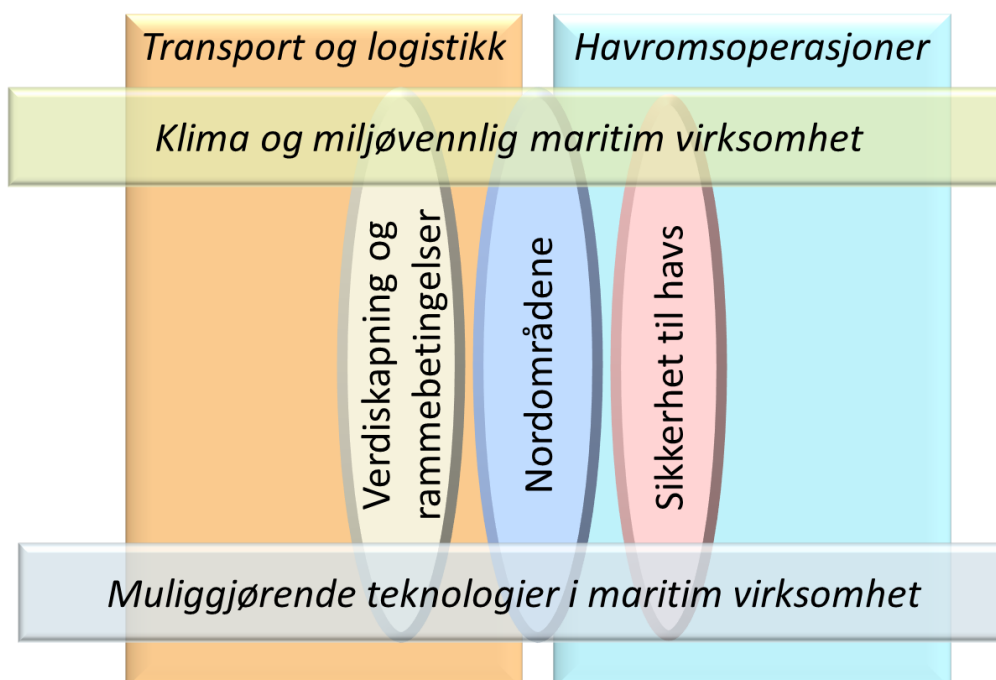 Transport og logistikk
Havromsoperasjoner
Klima og miljøvennlig maritim virksomhet
Verdiskapning og
rammebetingelser
Nordområdene
Sikkerhet til havs
Muliggjørende teknologier i maritim virksomhet